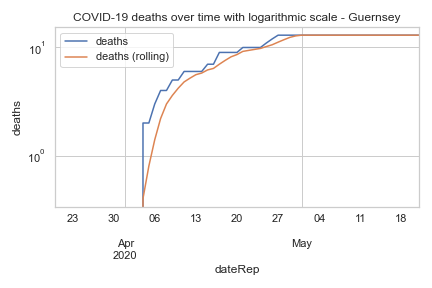 COVID-19 deaths over time with logarithmic scale - Guernsey
deaths
deaths (rolling)
10¹
10⁰
deaths
23 30 06 13 20 27 04 11 18
Apr May
2020
dateRep